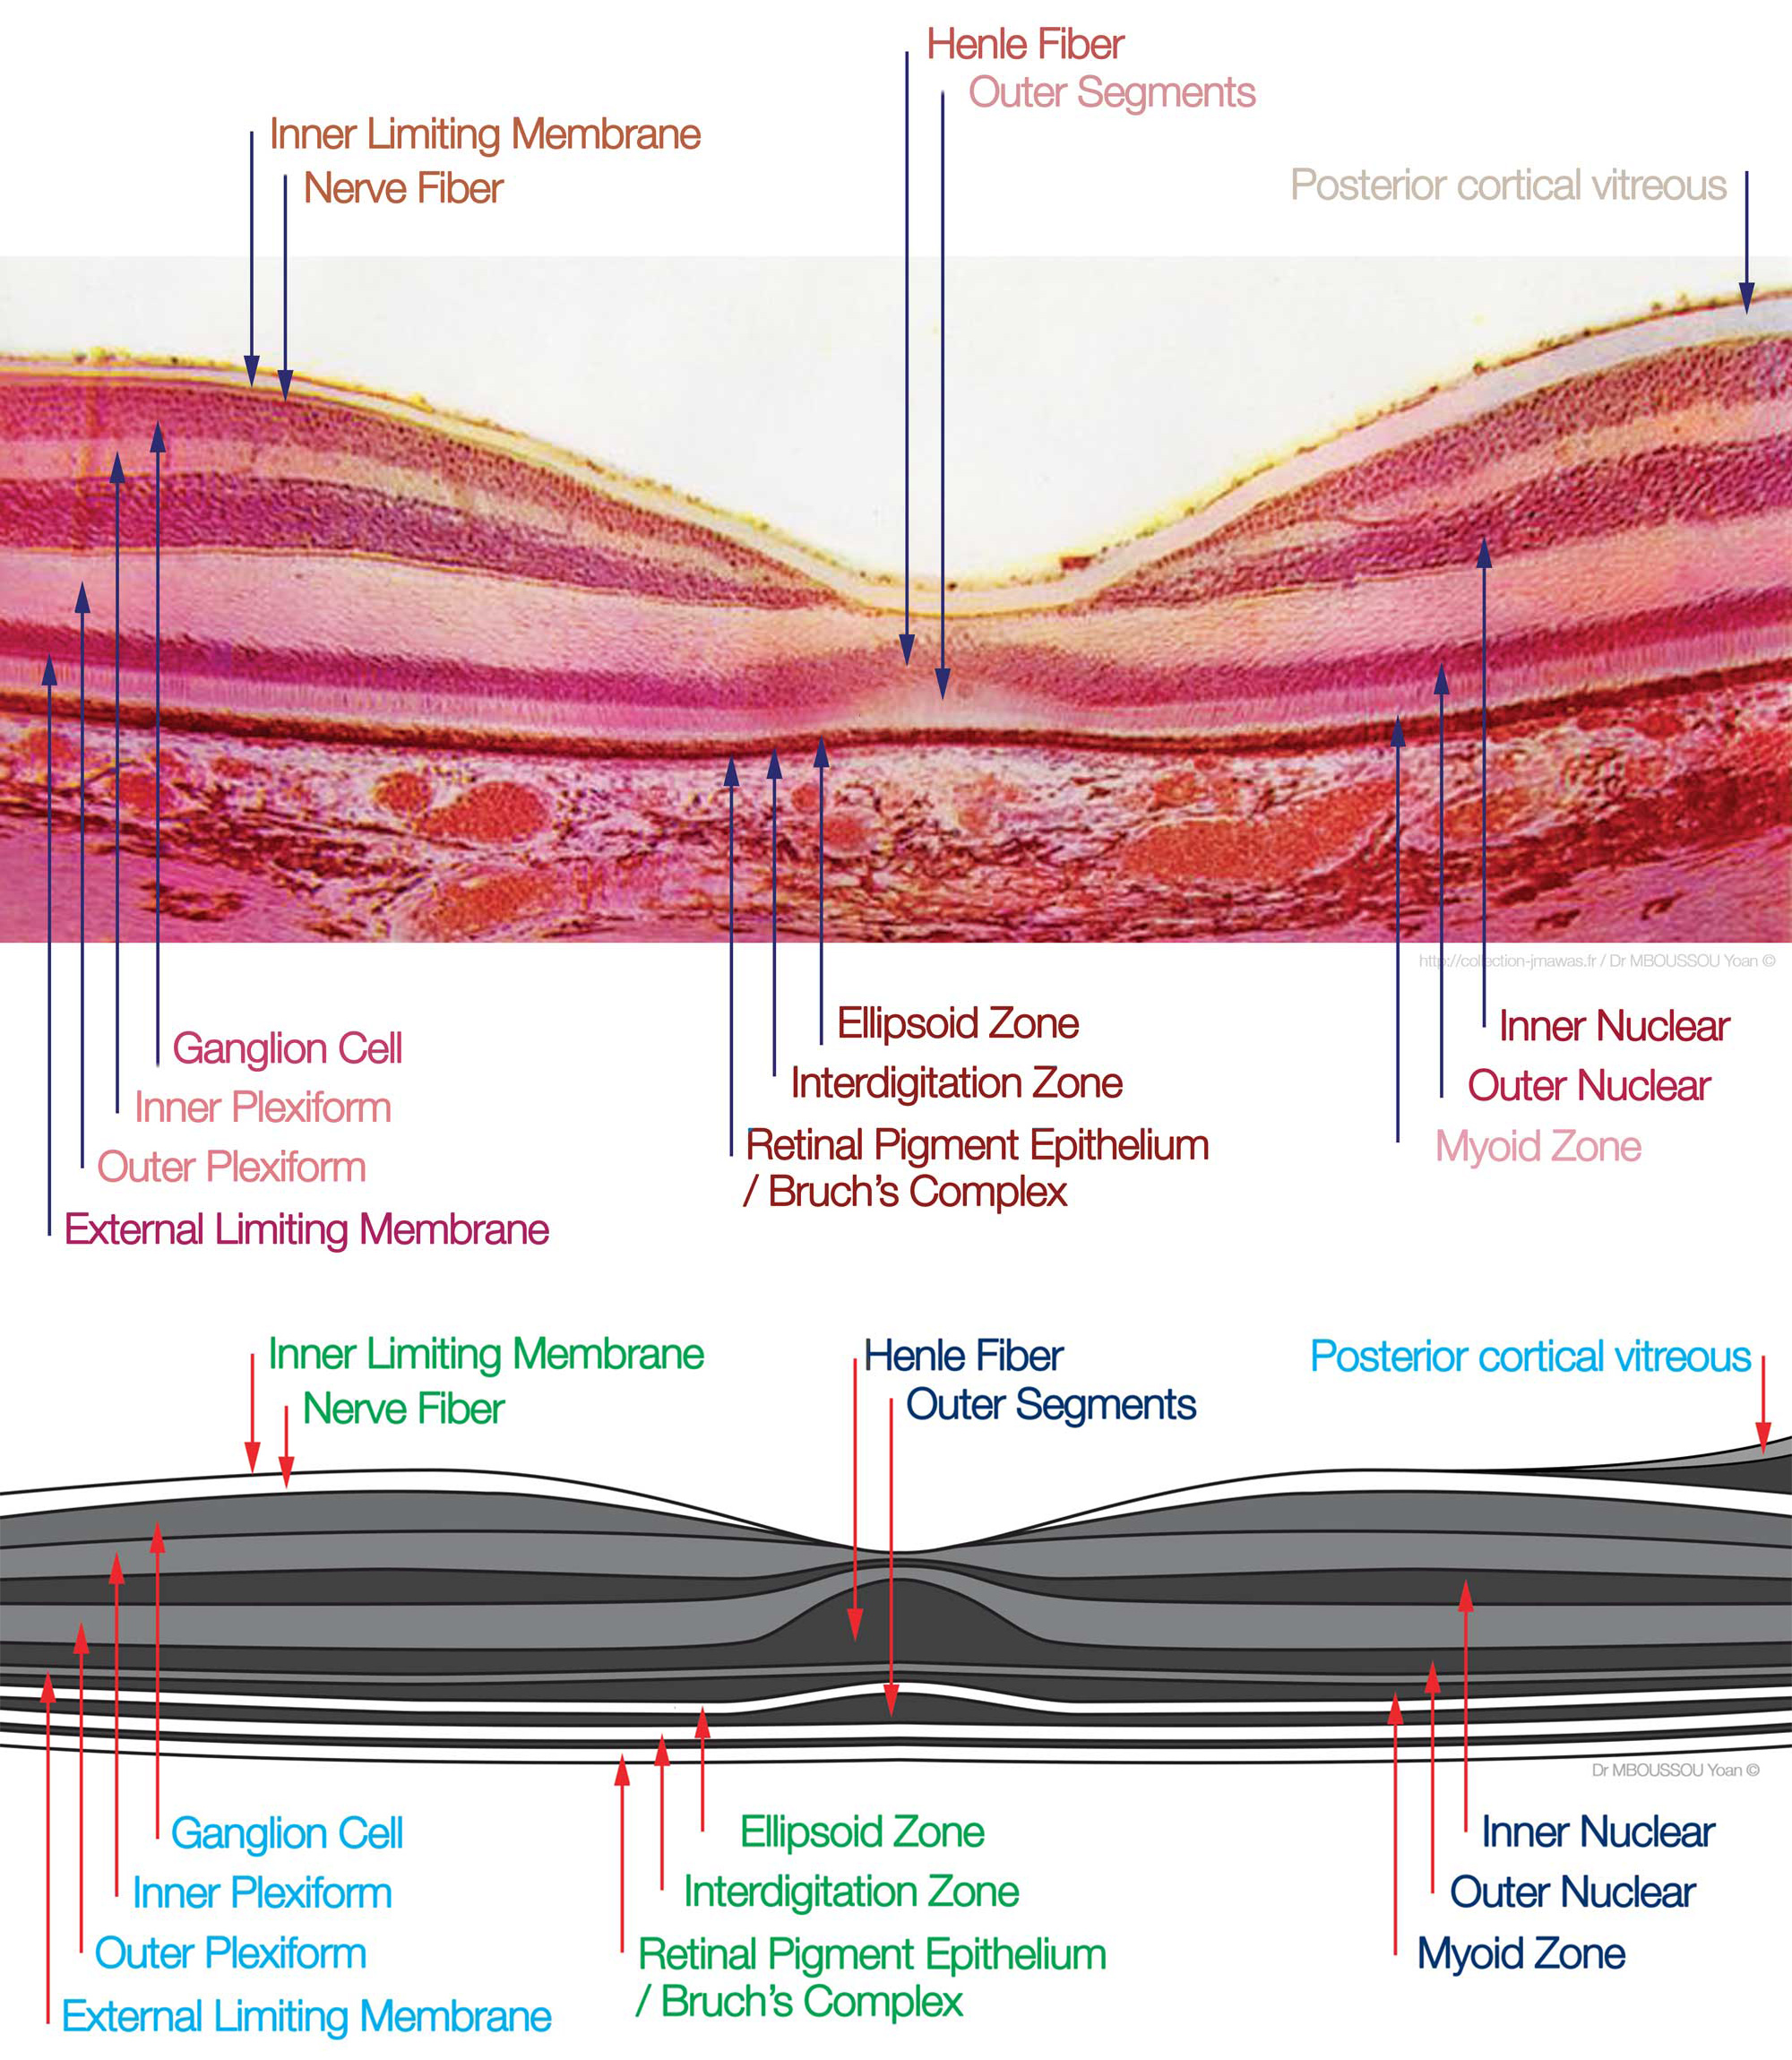 Henle Fiber
Outer Segments
Inner Limiting Membrane
Nerve Fiber
Posterior cortical vitreous
http://collection-jmawas.fr / Dr MBOUSSOU Yoan ©
Ganglion Cell
Inner Plexiform
Outer Plexiform
External Limiting Membrane
Ellipsoid Zone
Interdigitation Zone
Retinal Pigment Epithelium
/ Bruch's Complex
Inner Nuclear
Outer Nuclear
Myoid Zone
Inner Limiting Membrane
Nerve Fiber
Henle Fiber
Outer Segments
Posterior cortical vitreous
Dr MBOUSSOU Yoan ©
Ganglion Cell
Inner Plexiform
Outer Plexiform
External Limiting Membrane
Ellipsoid Zone
Interdigitation Zone
Retinal Pigment Epithelium
/ Bruch's Complex
Inner Nuclear
Outer Nuclear
Myoid Zone